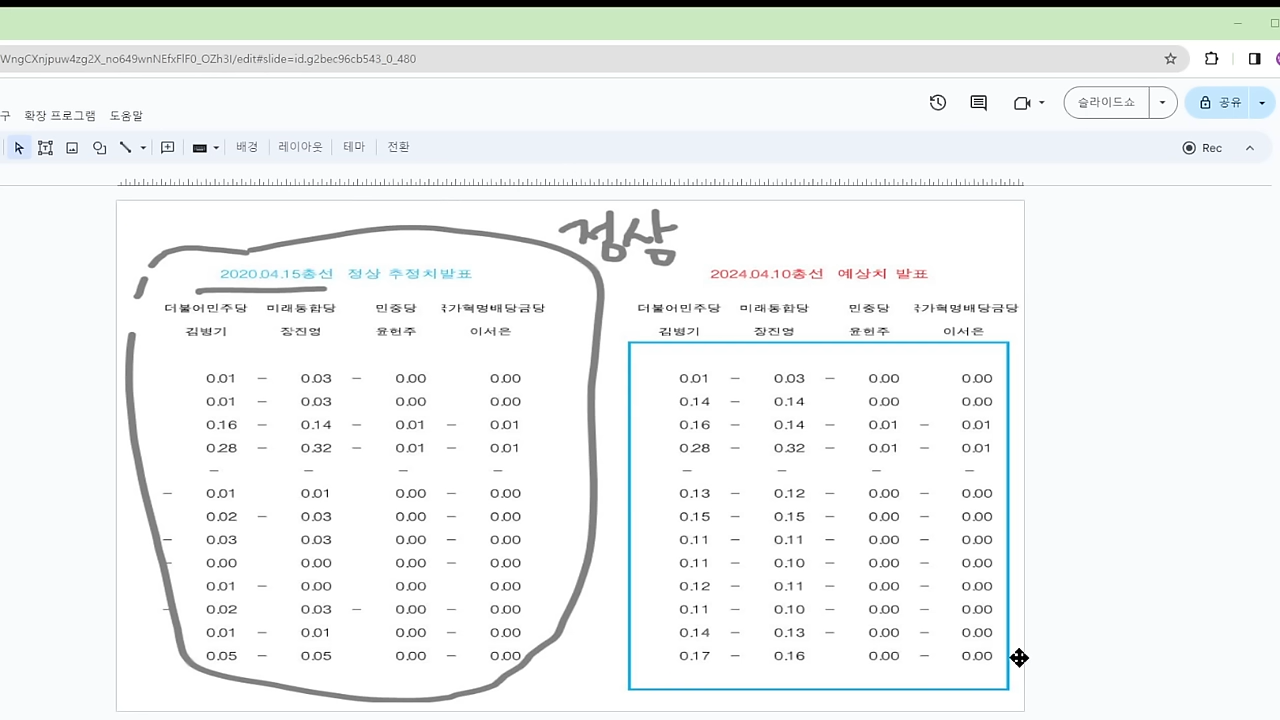 WngCXnjpuw4zg2X_no649wnNEfxFlF0_OZh3I/edit#slide=id.g2bec96cb543_0_480
구 확장 프로그램 도움말
슬라이드쇼 공유
배경 레이아웃 테마 전환 Rec
정상
2020.04.15총선 정상 추정치발표
더불어민주당 미래통합당 민중당 국가혁명배당금당
김병기 장진영 윤헌주 이서은
0.01 – 0.03 – 0.00 0.00
0.01 – 0.03 0.00 0.00
0.16 – 0.14 – 0.01 – 0.01
0.28 – 0.32 – 0.01 – 0.01
– – – –
– 0.01 0.01 0.00 – 0.00
0.02 – 0.03 0.00 – 0.00
– 0.03 0.03 0.00 – 0.00
– 0.00 0.00 0.00 – 0.00
0.01 – 0.00 0.00 – 0.00
– 0.02 0.03 – 0.00 – 0.00
0.01 – 0.01 0.00 – 0.00
0.05 – 0.05 0.00 – 0.00
2024.04.10총선 예상치 발표
더불어민주당 미래통합당 민중당 국가혁명배당금당
김병기 장진영 윤헌주 이서은
0.01 – 0.03 – 0.00 0.00
0.14 – 0.14 0.00 0.00
0.16 – 0.14 – 0.01 – 0.01
0.28 – 0.32 – 0.01 – 0.01
– – – –
0.13 – 0.12 – 0.00 – 0.00
0.15 – 0.15 – 0.00 – 0.00
0.11 – 0.11 – 0.00 – 0.00
0.11 – 0.10 – 0.00 – 0.00
0.12 – 0.11 – 0.00 – 0.00
0.11 – 0.10 – 0.00 – 0.00
0.14 – 0.13 – 0.00 – 0.00
0.17 – 0.16 0.00 – 0.00